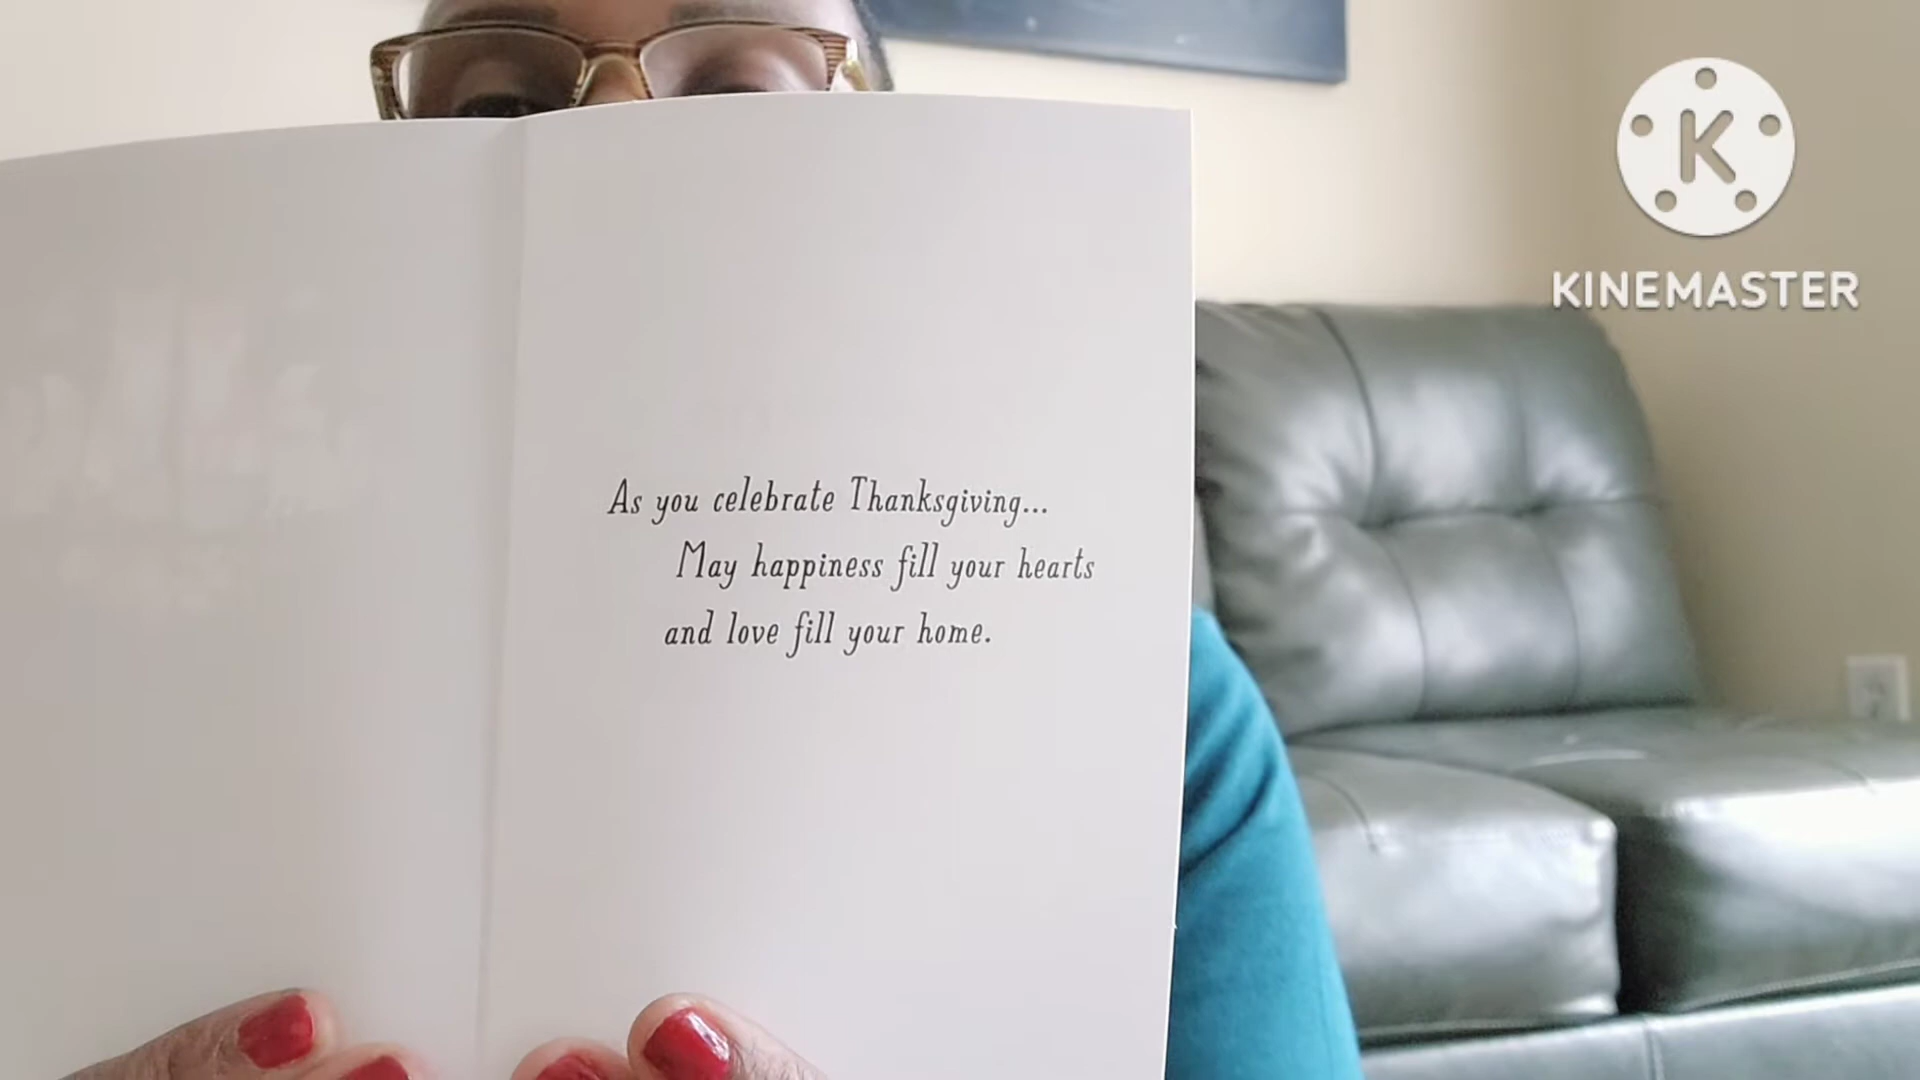 K
KINEMASTER
As you celebrate Thanksgiving...
May happiness fill your hearts
and love fill your home.